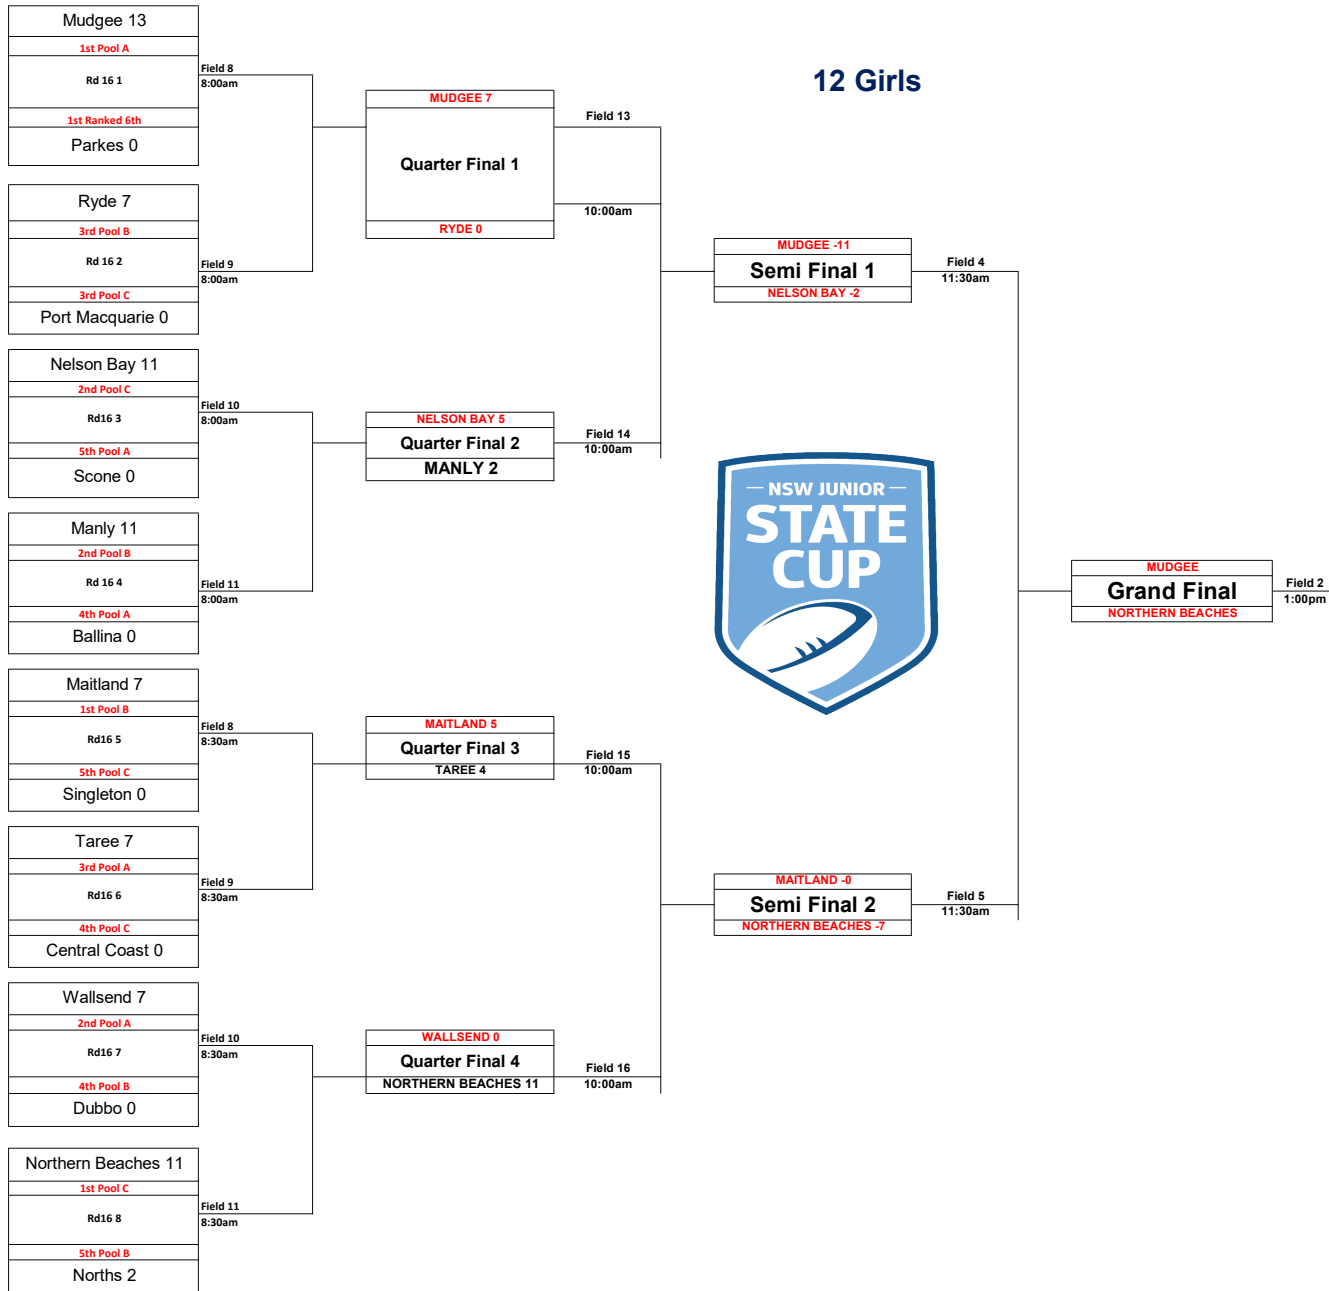 12 Girls
Mudgee 13
1st Pool A
Rd 16 1
1st Ranked 6th
Parkes 0
Field 8
8:00am
Ryde 7
3rd Pool B
Rd 16 2
3rd Pool C
Port Macquarie 0
Field 9
8:00am
Nelson Bay 11
2nd Pool C
Rd16 3
5th Pool A
Scone 0
Field 10
8:00am
Manly 11
2nd Pool B
Rd 16 4
4th Pool A
Ballina 0
Field 11
8:00am
Maitland 7
1st Pool B
Rd16 5
5th Pool C
Singleton 0
Field 8
8:30am
Taree 7
3rd Pool A
Rd16 6
4th Pool C
Central Coast 0
Field 9
8:30am
Wallsend 7
2nd Pool A
Rd16 7
4th Pool B
Dubbo 0
Field 10
8:30am
Northern Beaches 11
1st Pool C
Rd16 8
5th Pool B
Norths 2
Field 11
8:30am
MUDGEE 7
Quarter Final 1
RYDE 0
Field 13
10:00am
NELSON BAY 5
Quarter Final 2
MANLY 2
Field 14
10:00am
MAITLAND 5
Quarter Final 3
TAREE 4
Field 15
10:00am
WALLSEND 0
Quarter Final 4
NORTHERN BEACHES 11
Field 16
10:00am
MUDGEE -11
Semi Final 1
NELSON BAY -2
Field 4
11:30am
NSW JUNIOR
STATE
CUP
MAITLAND -0
Semi Final 2
NORTHERN BEACHES -7
Field 5
11:30am
MUDGEE
Grand Final
NORTHERN BEACHES
Field 2
1:00pm